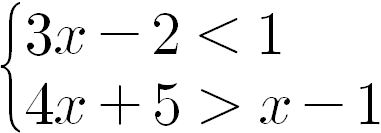 3x − 2 < 1
4x + 5 > x − 1